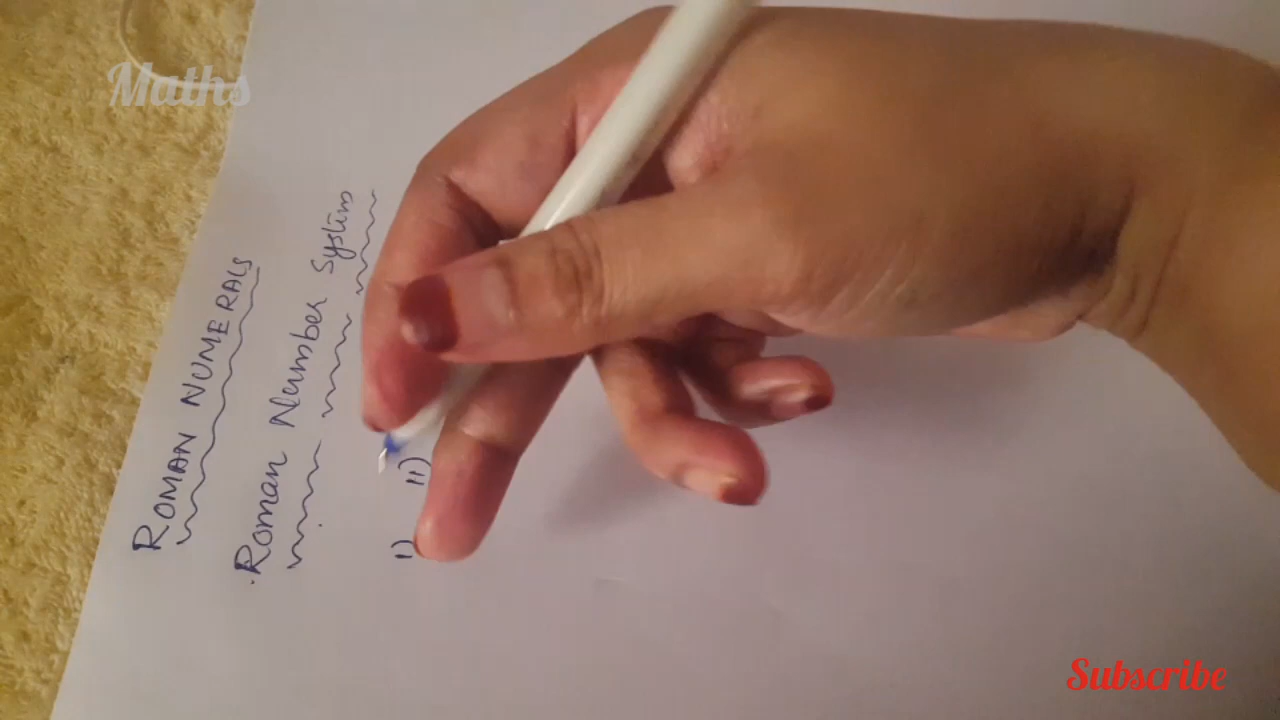 Maths
ROMAN NUMERALS
Roman Number System
I) II)
Subscribe